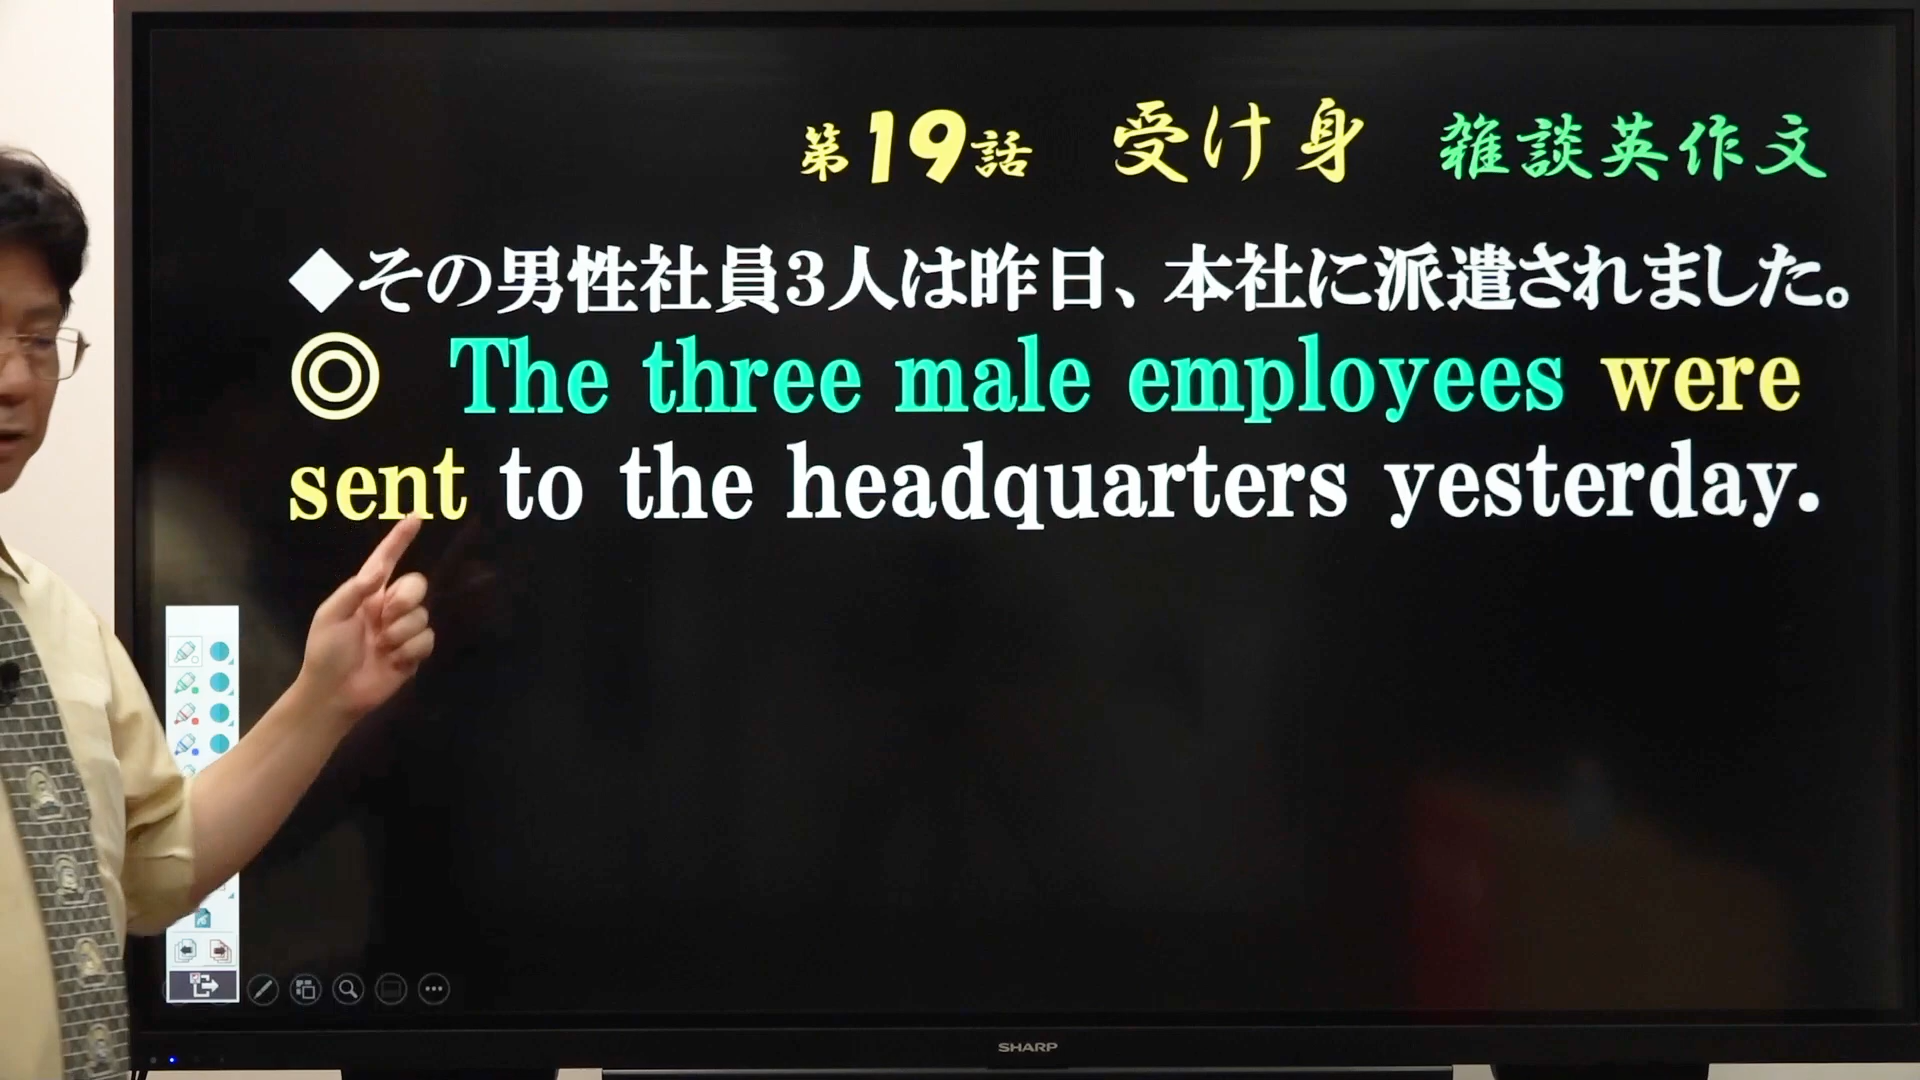 第19話 受け身 雑談英作文
◆その男性社員3人は昨日、本社に派遣されました。
◎ The three male employees were
sent to the headquarters yesterday.
SHARP